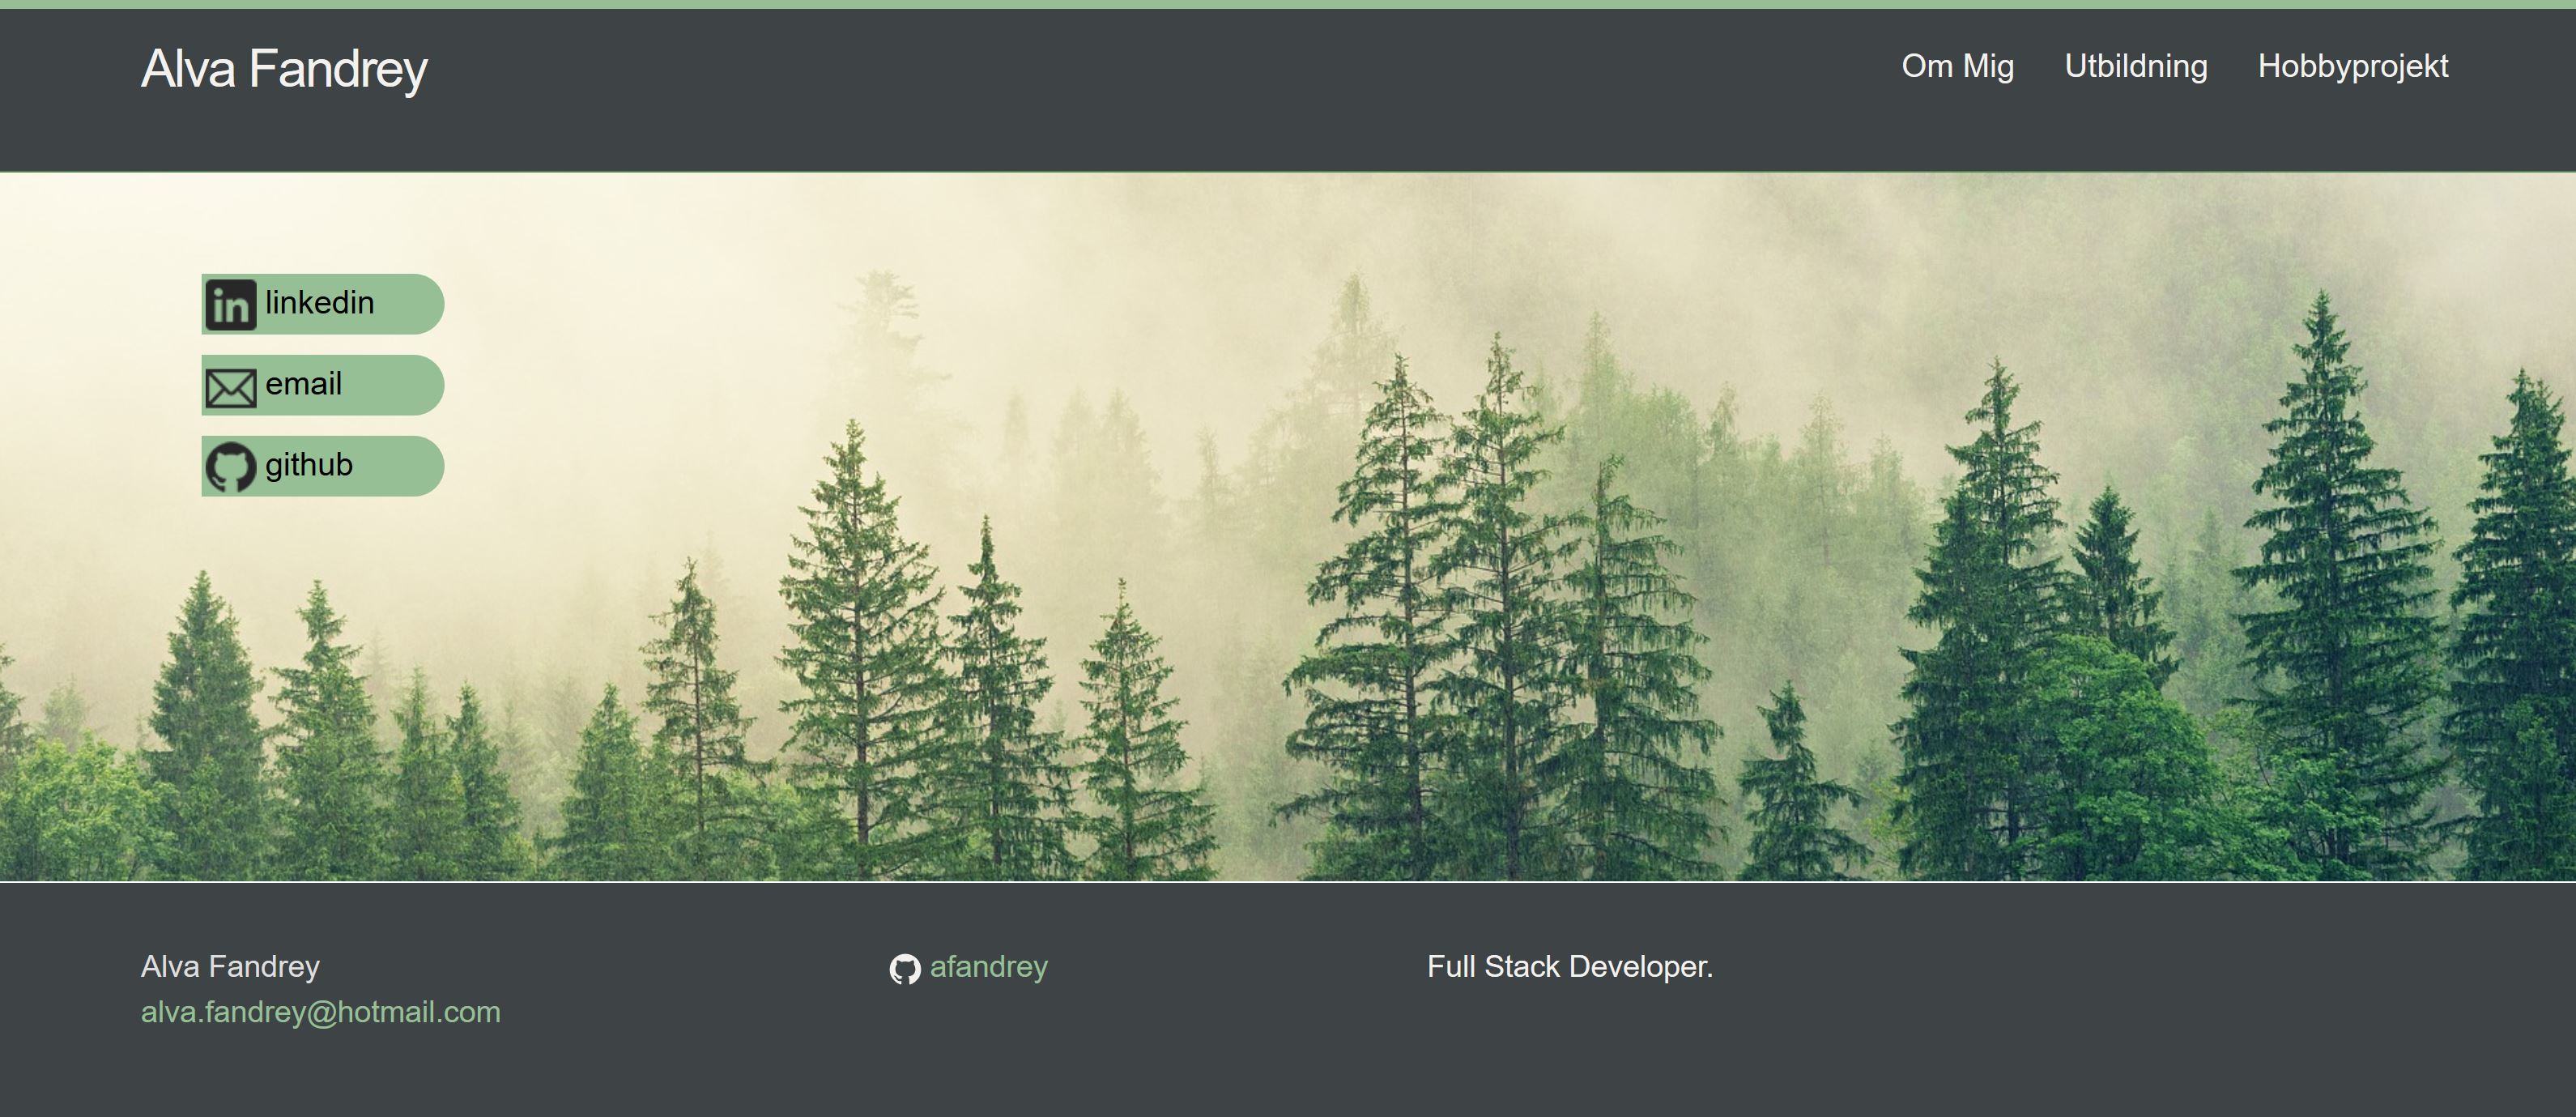 Alva Fandrey
Om Mig Utbildning Hobbyprojekt
in linkedin
email
github
Alva Fandrey
alva.fandrey@hotmail.com
afandrey
Full Stack Developer.